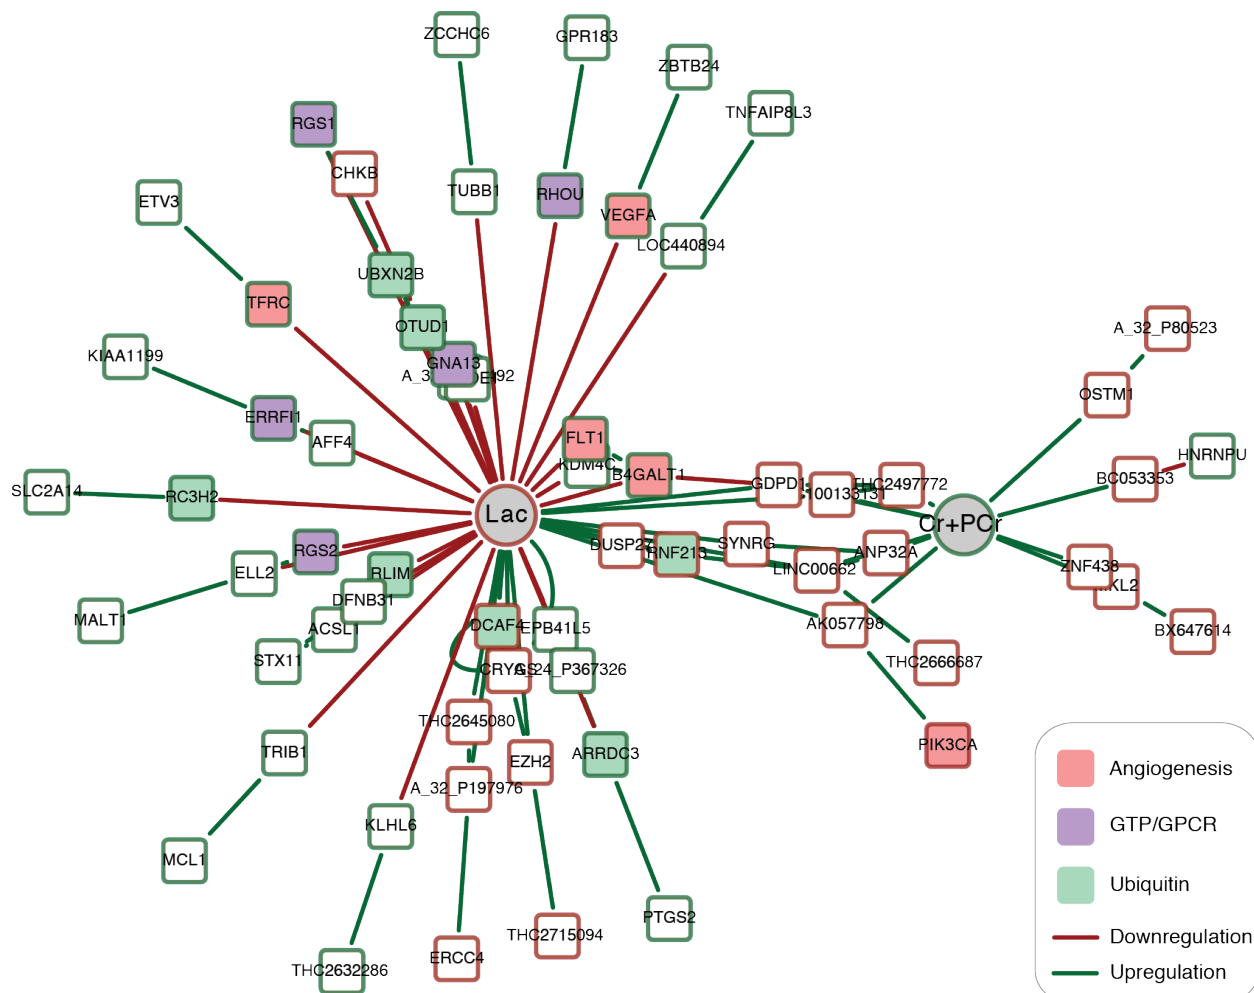 ZCCHC6
GPR183
ZBTB24
TNFAIP8L3
RGS1
CHKB
ETV3
TUBB1
RHOU
VEGFA
LOC440894
UBXN2B
TFRC
OTUD1
A_32_P80523
KIAA1199
GNA13
OSTM1
ERRFI1
AFF4
FLT1
KDM4C
B4GALT1
GDPD1
THC2497772
HNRNPU
BC053353
SLC2A14
RC3H2
Lac
Cr+PCr
RGS2
DUSP27
RNF213
SYNRG
ANP32A
LINC00662
ZNF438
ELL2
RLIM
DFNB31
MALT1
ACSL1
DCAF4
EPB41L5
AK057798
BX647614
STX11
THC2666687
THC2645080
TRIB1
ARRDC3
EZH2
PIK3CA
A_32_P197976
KLHL6
MCL1
PTGS2
THC2715094
ERCC4
THC2632286
Angiogenesis
GTP/GPCR
Ubiquitin
Downregulation
Upregulation